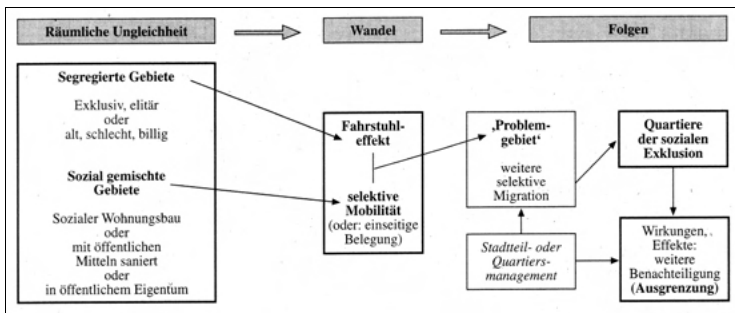 Räumliche Ungleichheit
Wandel
Folgen
Segregierte Gebiete
Exklusiv, elitär
oder
alt, schlecht, billig
Sozial gemischte
Gebiete
Sozialer Wohnungsbau
oder
mit öffentlichen
Mitteln saniert
oder
in öffentlichem Eigentum
Fahrstuhl-
effekt
selektive
Mobilität
(oder: einseitige
Belegung)
‚Problem-
gebiet‘
weitere
selektive
Migration
Stadtteil- oder
Quartiers-
management
Quartiere
der sozialen
Exklusion
Wirkungen,
Effekte:
weitere
Benachteiligung
(Ausgrenzung)